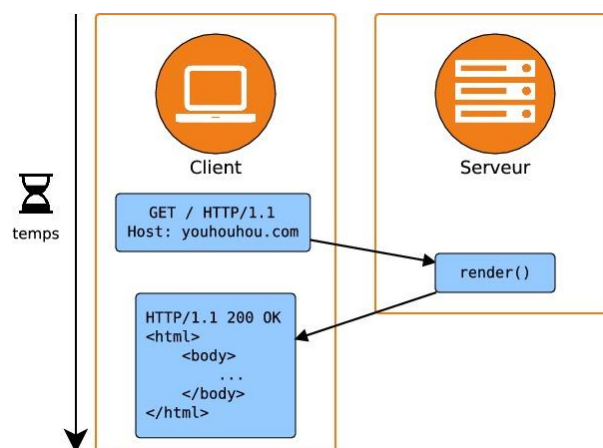 Client
Serveur
temps
GET / HTTP/1.1
Host: youhouhou.com
render()
HTTP/1.1 200 OK
<html>
<body>
...
</body>
</html>